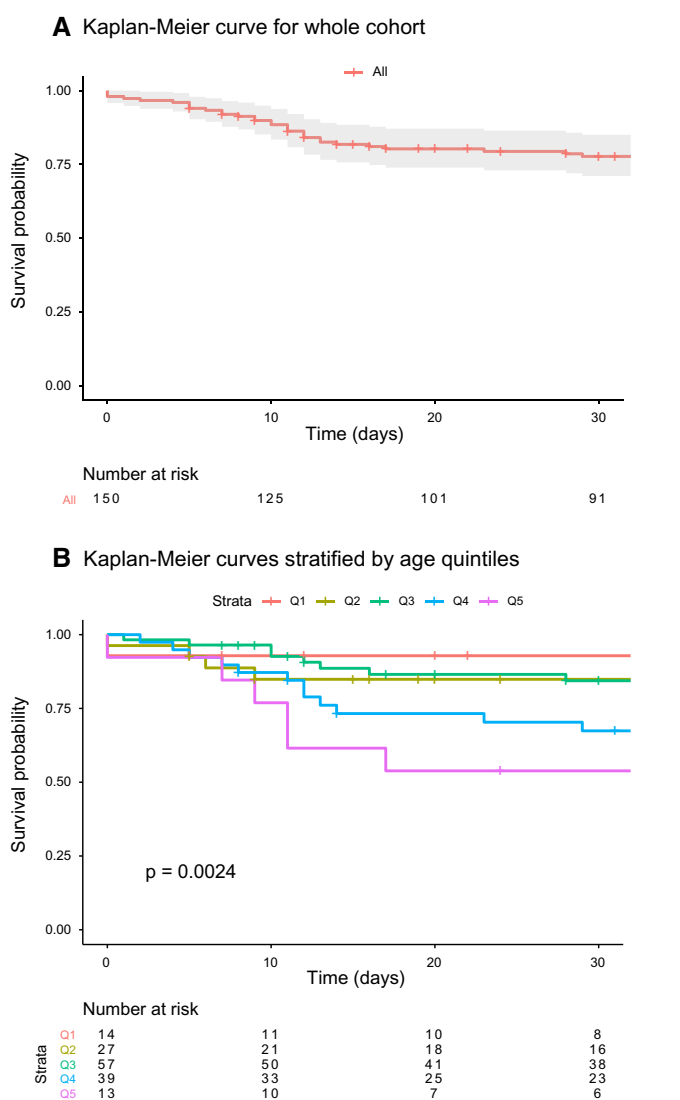 A Kaplan-Meier curve for whole cohort
All
1.00
0.75
0.50
0.25
0.00
Survival probability
0 10 20 30
Time (days)
Number at risk
All 150 125 101 91
B Kaplan-Meier curves stratified by age quintiles
Strata Q1 Q2 Q3 Q4 Q5
1.00
0.75
0.50
0.25
0.00
Survival probability
p = 0.0024
0 10 20 30
Time (days)
Number at risk
Strata
Q1 14 11 10 8
Q2 27 21 18 16
Q3 57 50 41 38
Q4 39 33 25 23
Q5 13 10 7 6